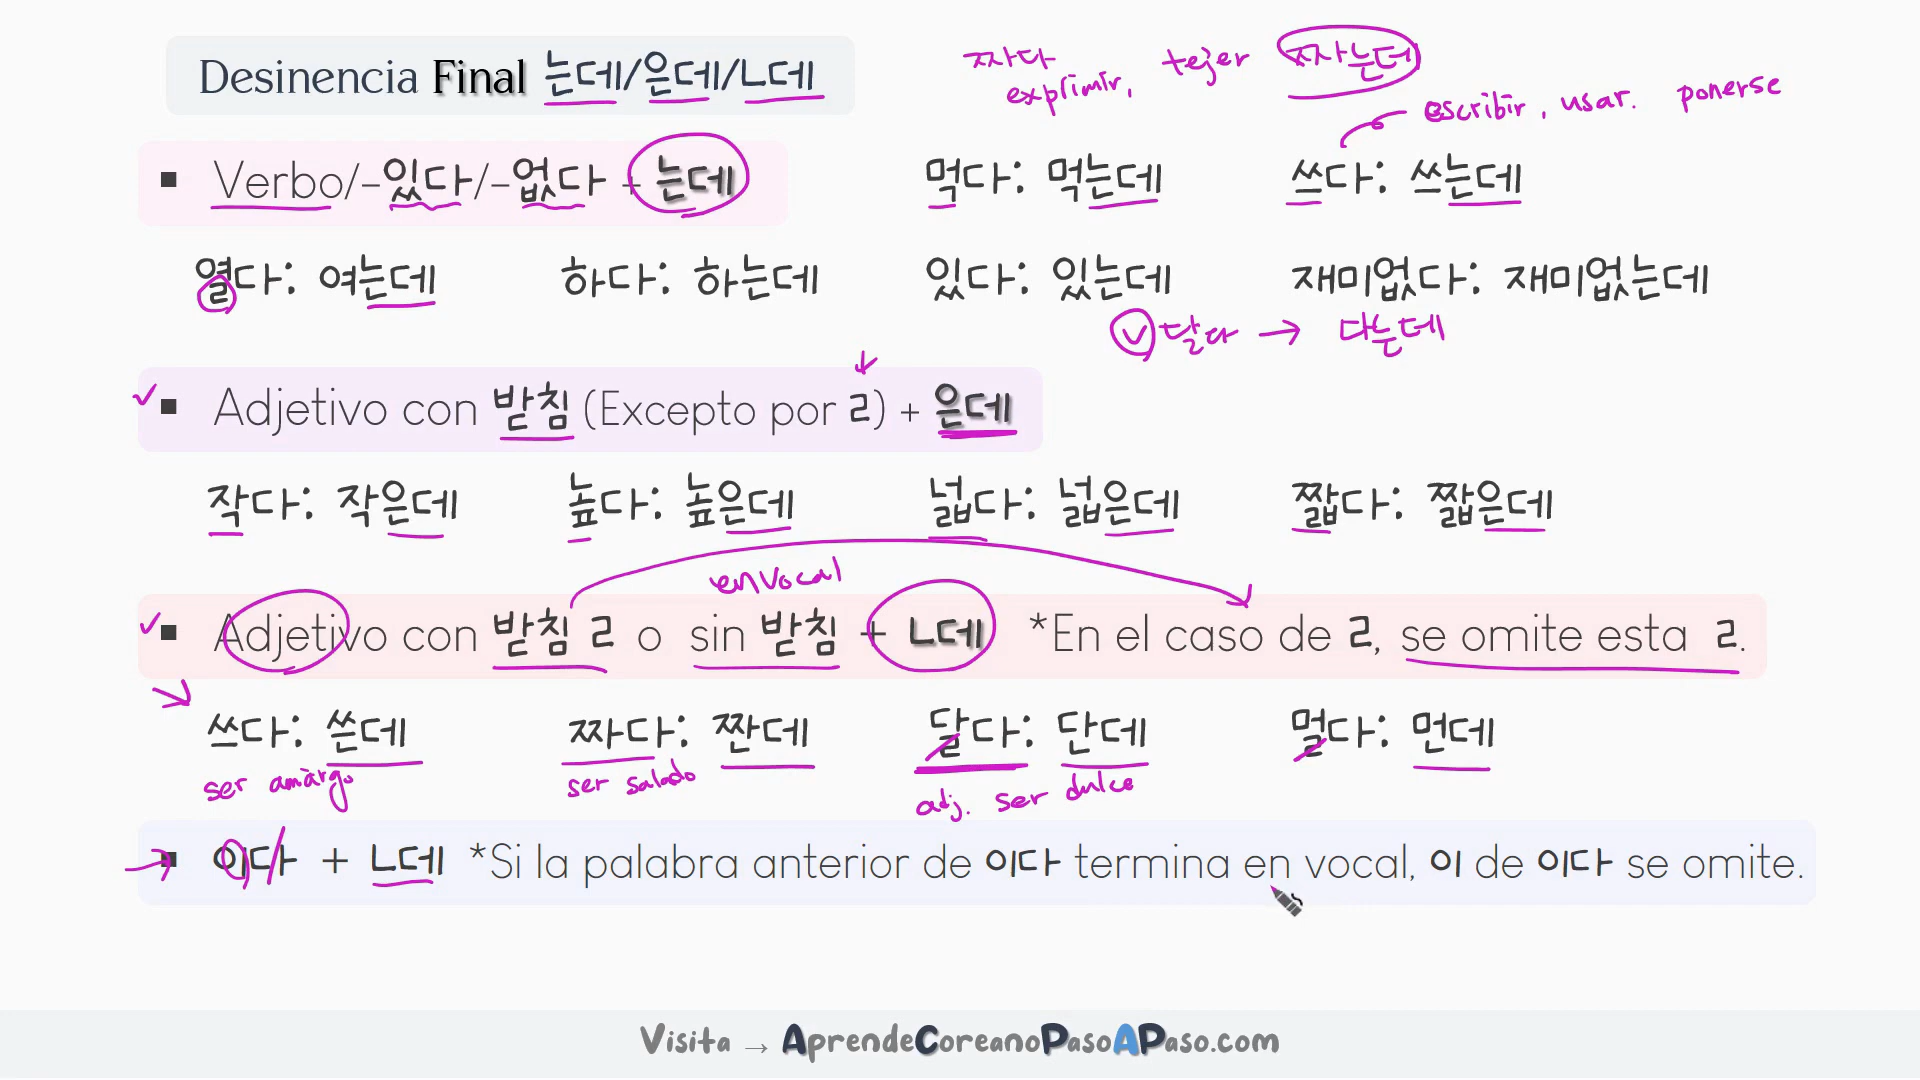 Desinencia Final 는데/은데/ㄴ데
짜다
exprimir, tejer 짜는데
escribir, usar. ponerse
▪ Verbo/-있다/-없다 + 는데
먹다: 먹는데 쓰다: 쓰는데
열다: 여는데 하다: 하는데 있다: 있는데 재미없다: 재미없는데
ⓥ 달다 → 다는데
▪ Adjetivo con 받침 (Excepto por ㄹ) + 은데
작다: 작은데 높다: 높은데 넓다: 넓은데 짧다: 짧은데
en vocal
▪ Adjetivo con 받침 ㄹ o sin 받침 + ㄴ데 *En el caso de ㄹ, se omite esta ㄹ.
쓰다: 쓴데 짜다: 짠데 달다: 단데 멀다: 먼데
ser amargo ser salado adj. ser dulce
▪ 이다 + ㄴ데 *Si la palabra anterior de 이다 termina en vocal, 이 de 이다 se omite.
Visita → AprendeCoreanoPasoAPaso.com